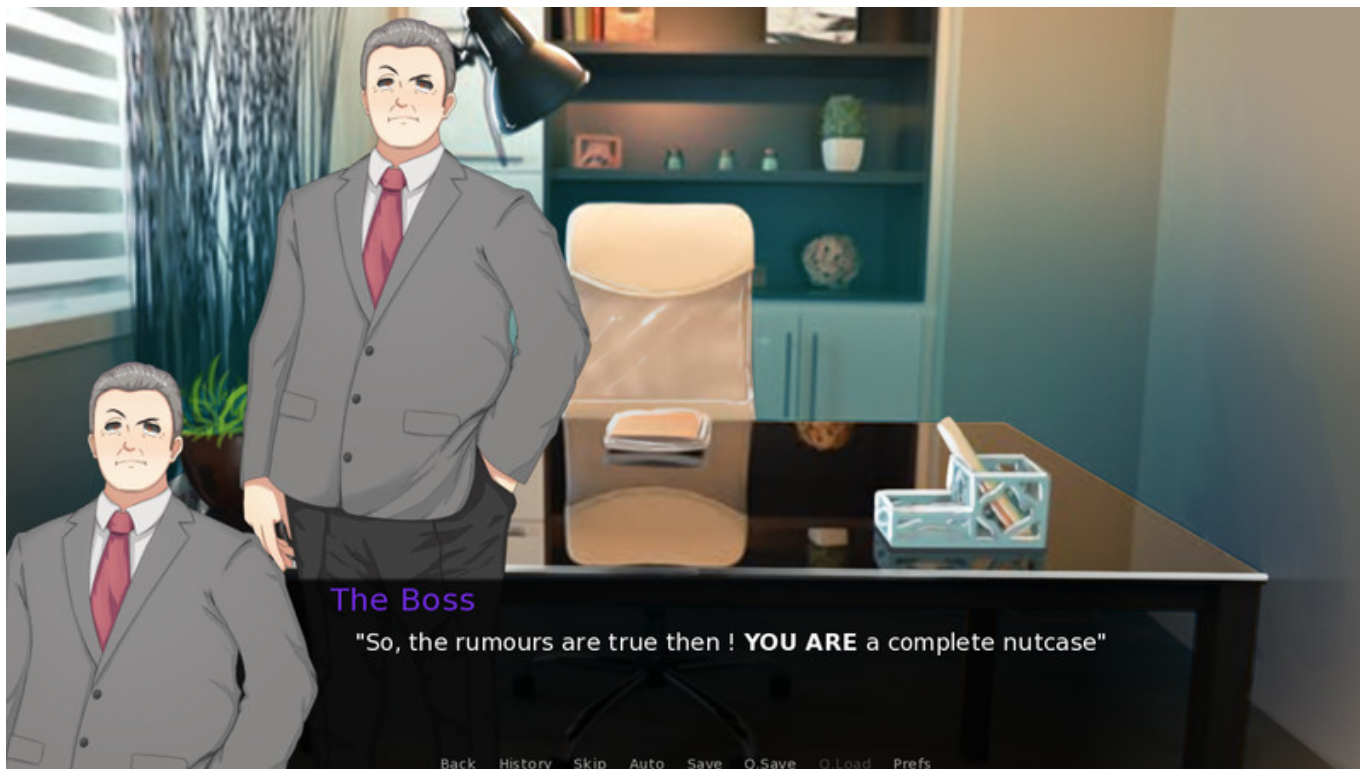 The Boss
"So, the rumours are true then ! YOU ARE a complete nutcase"
Back History Skip Auto Save Q.Save Q.Load Prefs